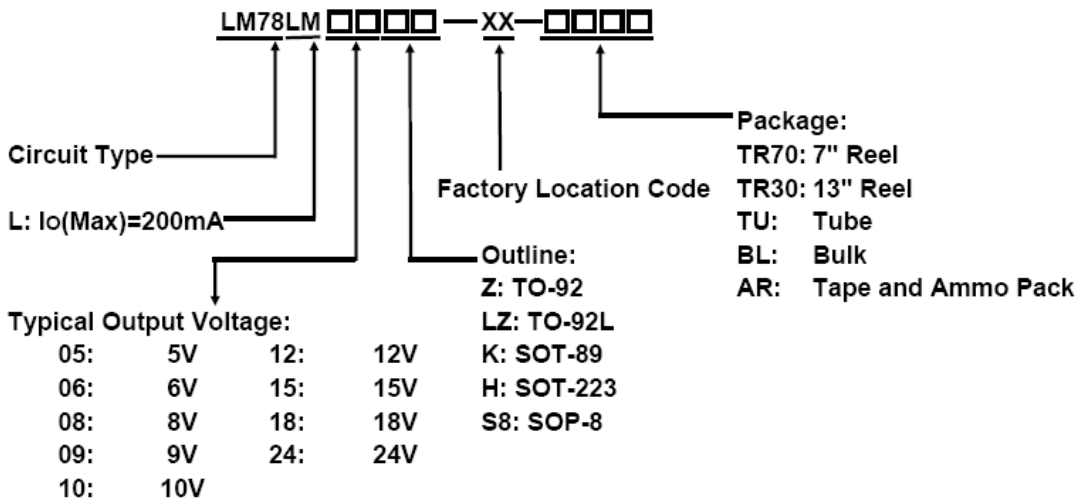 LM78LM □□□□ — XX — □□□□
Package:
Circuit Type
TR70: 7" Reel
Factory Location Code
TR30: 13" Reel
L: Io(Max)=200mA
TU: Tube
Outline:
BL: Bulk
Z: TO-92
AR: Tape and Ammo Pack
Typical Output Voltage:
LZ: TO-92L
05: 5V 12: 12V
K: SOT-89
06: 6V 15: 15V
H: SOT-223
08: 8V 18: 18V
S8: SOP-8
09: 9V 24: 24V
10: 10V